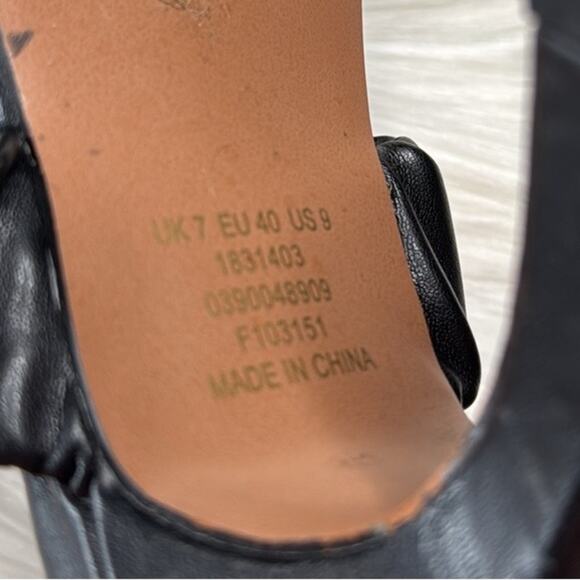 UK 7 EU 40 US 9
1831403
0390048909
F103151
MADE IN CHINA